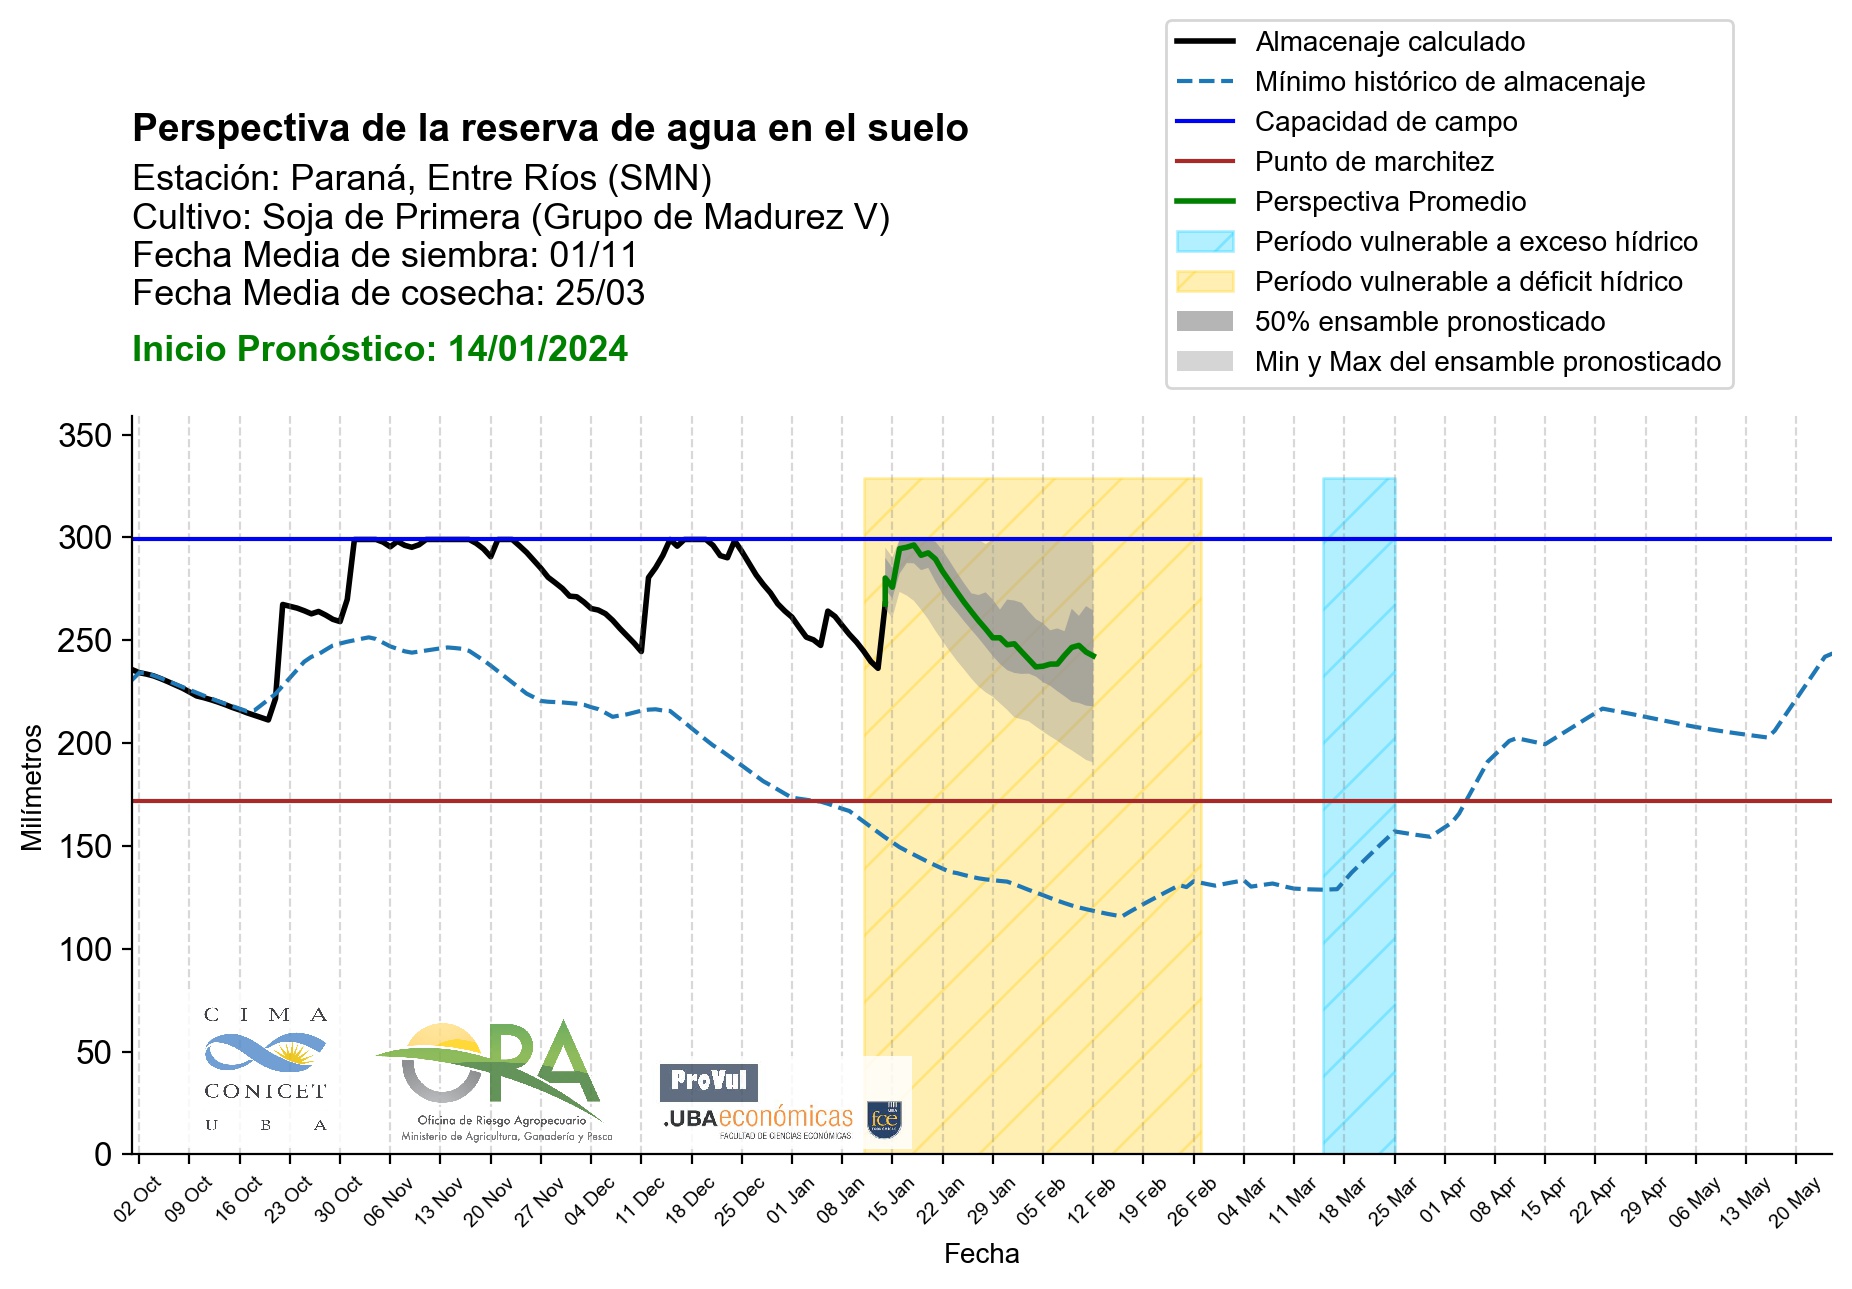 Almacenaje calculado
Mínimo histórico de almacenaje
Capacidad de campo
Punto de marchitez
Perspectiva Promedio
Período vulnerable a exceso hídrico
Período vulnerable a déficit hídrico
50% ensamble pronosticado
Min y Max del ensamble pronosticado
Perspectiva de la reserva de agua en el suelo
Estación: Paraná, Entre Ríos (SMN)
Cultivo: Soja de Primera (Grupo de Madurez V)
Fecha Media de siembra: 01/11
Fecha Media de cosecha: 25/03
Inicio Pronóstico: 14/01/2024
Milímetros
350
300
250
200
150
100
50
0
CIMA
CONICET
UBA
ORA
Oficina de Riesgo Agropecuario
Ministerio de Agricultura, Ganadería y Pesca
ProVul
.UBAeconómicas
FACULTAD DE CIENCIAS ECONÓMICAS
fce
02 Oct
09 Oct
16 Oct
23 Oct
30 Oct
06 Nov
13 Nov
20 Nov
27 Nov
04 Dec
11 Dec
18 Dec
25 Dec
01 Jan
08 Jan
15 Jan
22 Jan
29 Jan
05 Feb
12 Feb
19 Feb
26 Feb
04 Mar
11 Mar
18 Mar
25 Mar
01 Apr
08 Apr
15 Apr
22 Apr
29 Apr
06 May
13 May
20 May
Fecha